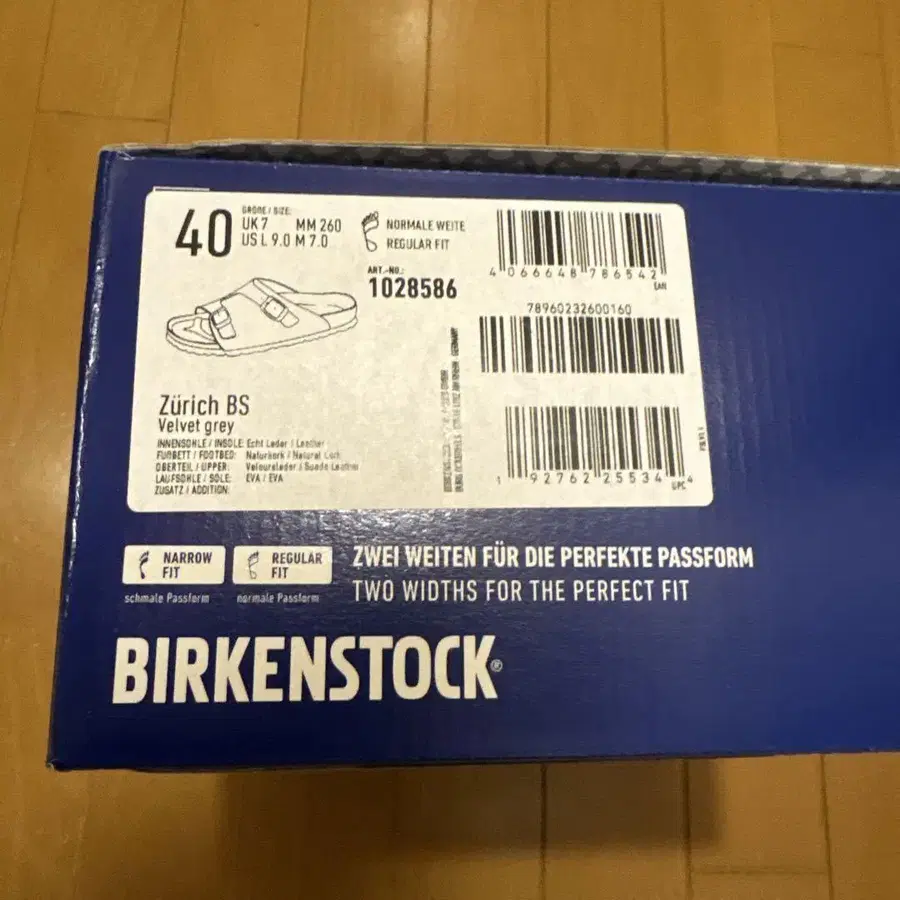 40
GRÖßE / SIZE:
UK 7 MM 260
US L 9.0 M 7.0
NORMALE WEITE
REGULAR FIT
ART.-NO.:
1028586
4 066648 786542
EAN
78960232600160
1 92762 25534 4
UPC
Zürich BS
Velvet grey
INNENSOHLE / INSOLE: Echt Leder / Leather
FUßBETT / FOOTBED: Naturkork / Natural Cork
OBERTEIL / UPPER: Veloursleder / Suede Leather
LAUFSOHLE / SOLE: EVA / EVA
ZUSATZ / ADDITION:
NARROW FIT
schmale Passform
REGULAR FIT
normale Passform
ZWEI WEITEN FÜR DIE PERFEKTE PASSFORM
TWO WIDTHS FOR THE PERFECT FIT
BIRKENSTOCK®